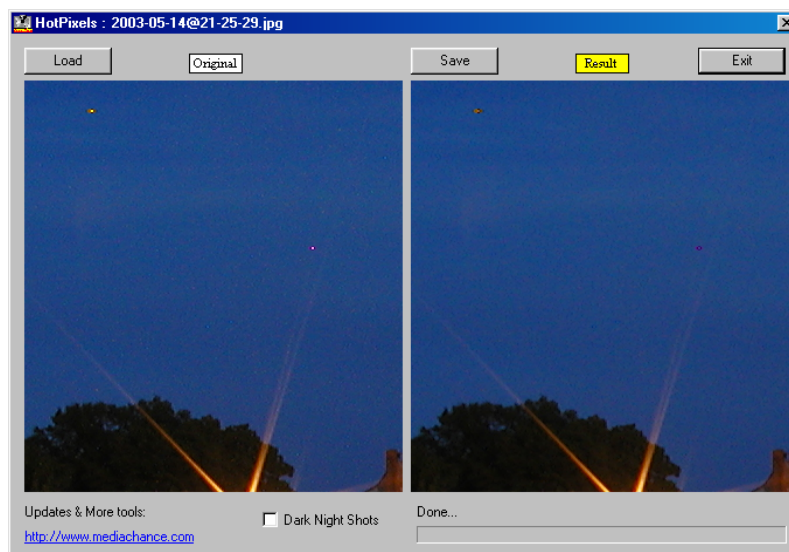 HotPixels : 2003-05-14@21-25-29.jpg
Load Original Save Result Exit
Updates & More tools:
Dark Night Shots
Done...
http://www.mediachance.com